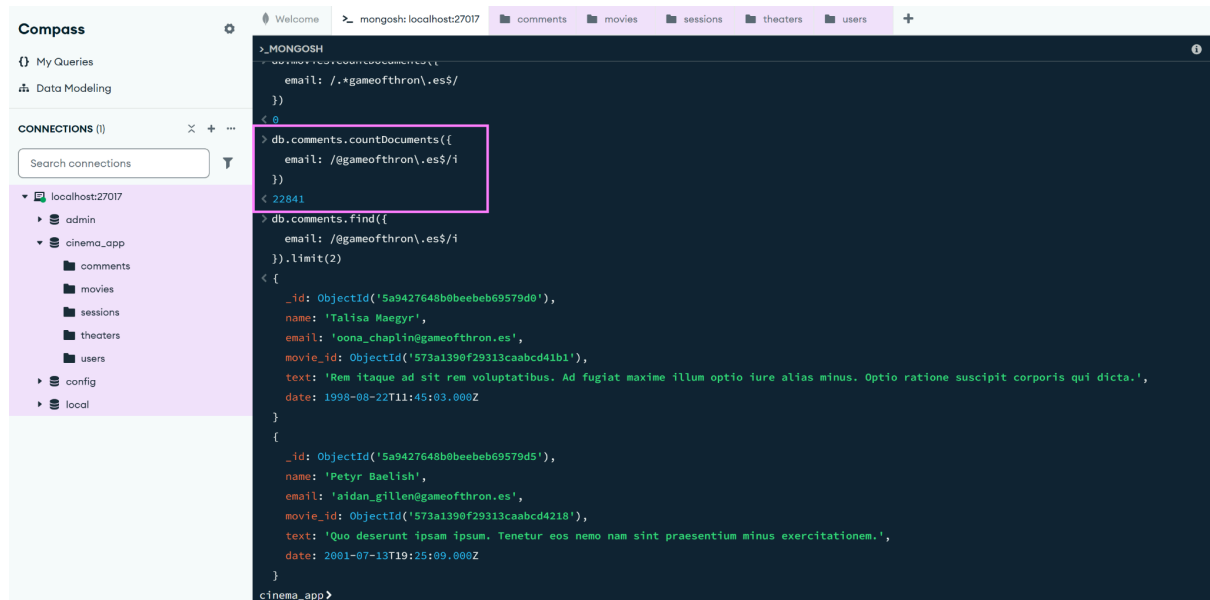 Compass
{} My Queries
Data Modeling
CONNECTIONS (1)
Search connections
localhost:27017
admin
cinema_app
comments
movies
sessions
theaters
users
config
local
Welcome
>_ mongosh: localhost:27017
comments
movies
sessions
theaters
users
>_MONGOSH
> db.movies.countDocuments({
email: /.*gameofthron\.es$/
})
< 0
> db.comments.countDocuments({
email: /@gameofthron\.es$/i
})
< 22841
> db.comments.find({
email: /@gameofthron\.es$/i
}).limit(2)
< {
_id: ObjectId('5a9427648b0beebeb69579d0'),
name: 'Talisa Maegyr',
email: 'oona_chaplin@gameofthron.es',
movie_id: ObjectId('573a1390f29313caabcd41b1'),
text: 'Rem itaque ad sit rem voluptatibus. Ad fugiat maxime illum optio iure alias minus. Optio ratione suscipit corporis qui dicta.',
date: 1998-08-22T11:45:03.000Z
}
{
_id: ObjectId('5a9427648b0beebeb69579d5'),
name: 'Petyr Baelish',
email: 'aidan_gillen@gameofthron.es',
movie_id: ObjectId('573a1390f29313caabcd4218'),
text: 'Quo deserunt ipsam ipsum. Tenetur eos nemo nam sint praesentium minus exercitationem.',
date: 2001-07-13T19:25:09.000Z
}
cinema_app>